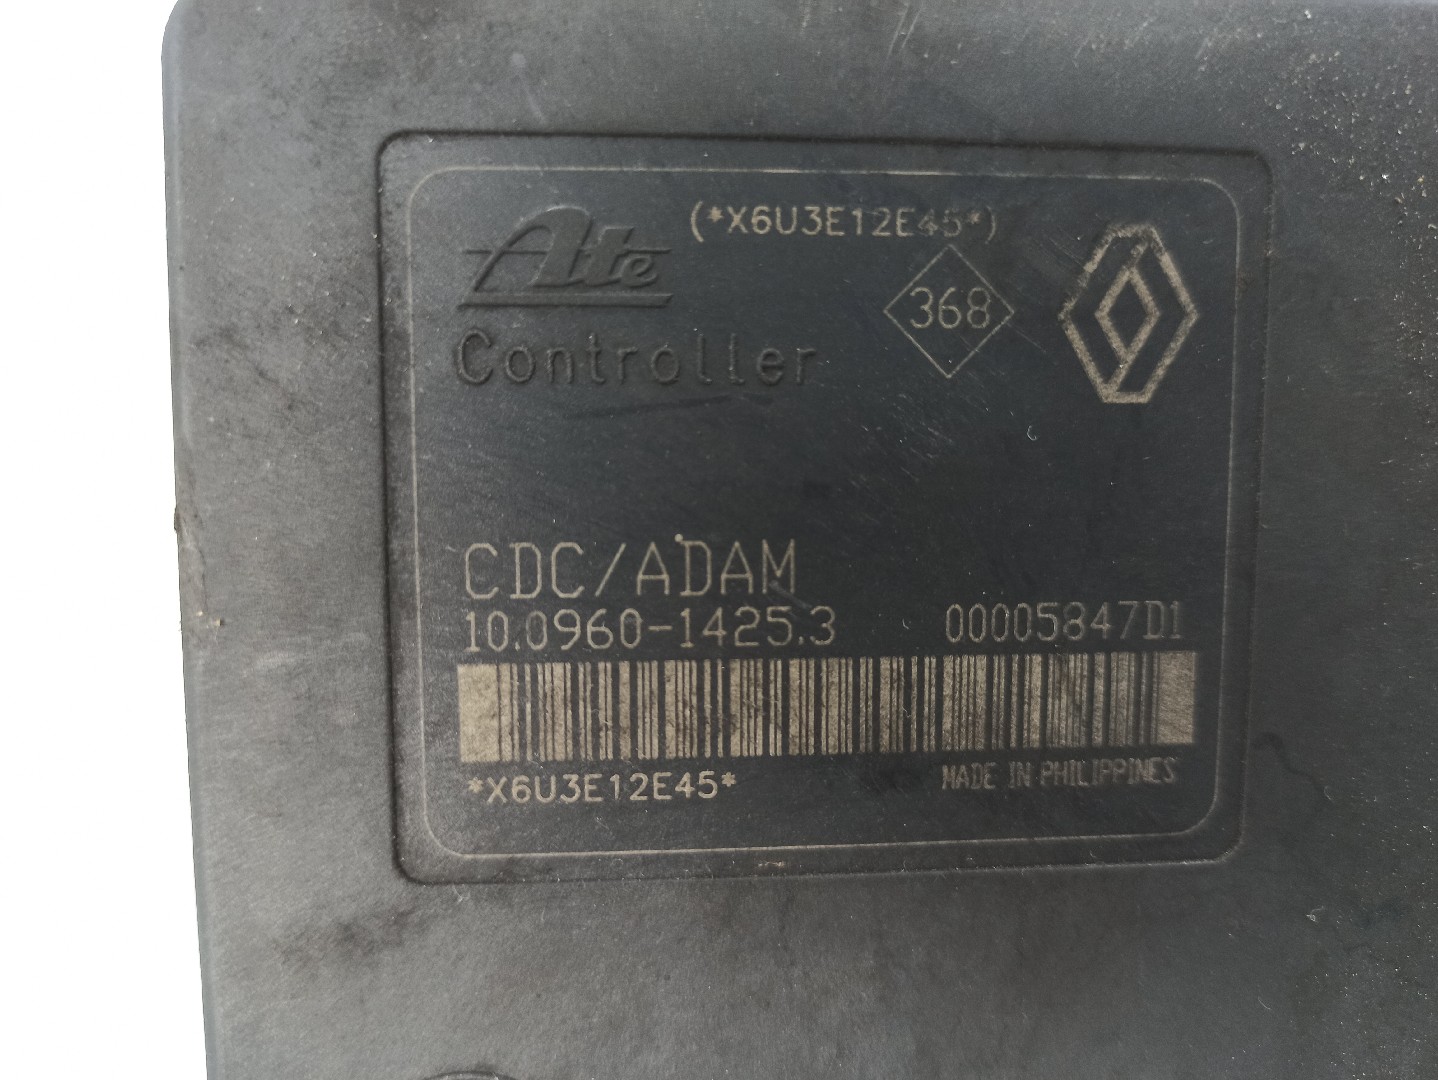 (*X6U3E12E45*)
Ate
368
Controller
CDC/ADAM
10.0960-1425.3 00005847D1
*X6U3E12E45* MADE IN PHILIPPINES